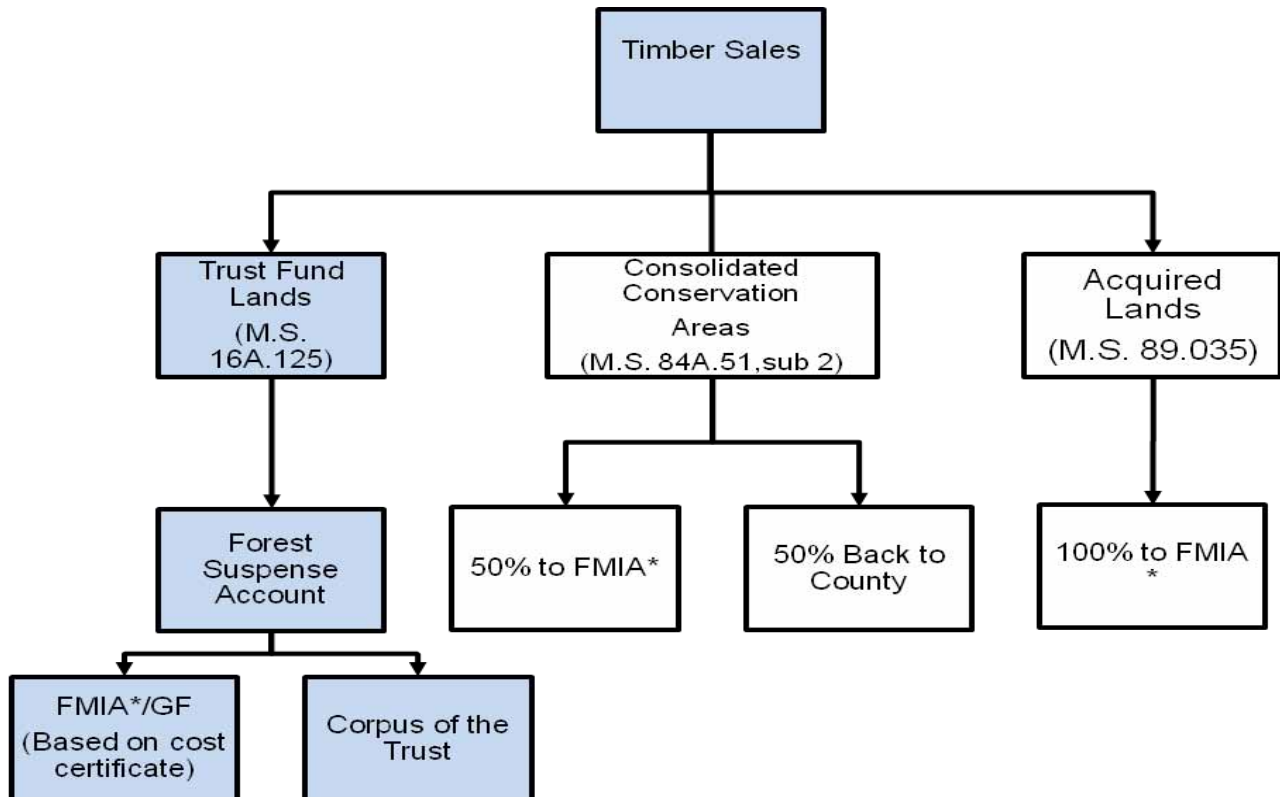 Timber Sales
Trust Fund
Lands
(M.S.
16A.125)
Consolidated
Conservation
Areas
(M.S. 84A.51,sub 2)
Acquired
Lands
(M.S. 89.035)
Forest
Suspense
Account
50% to FMIA*
50% Back to
County
100% to FMIA
*
FMIA*/GF
(Based on cost
certificate)
Corpus of the
Trust